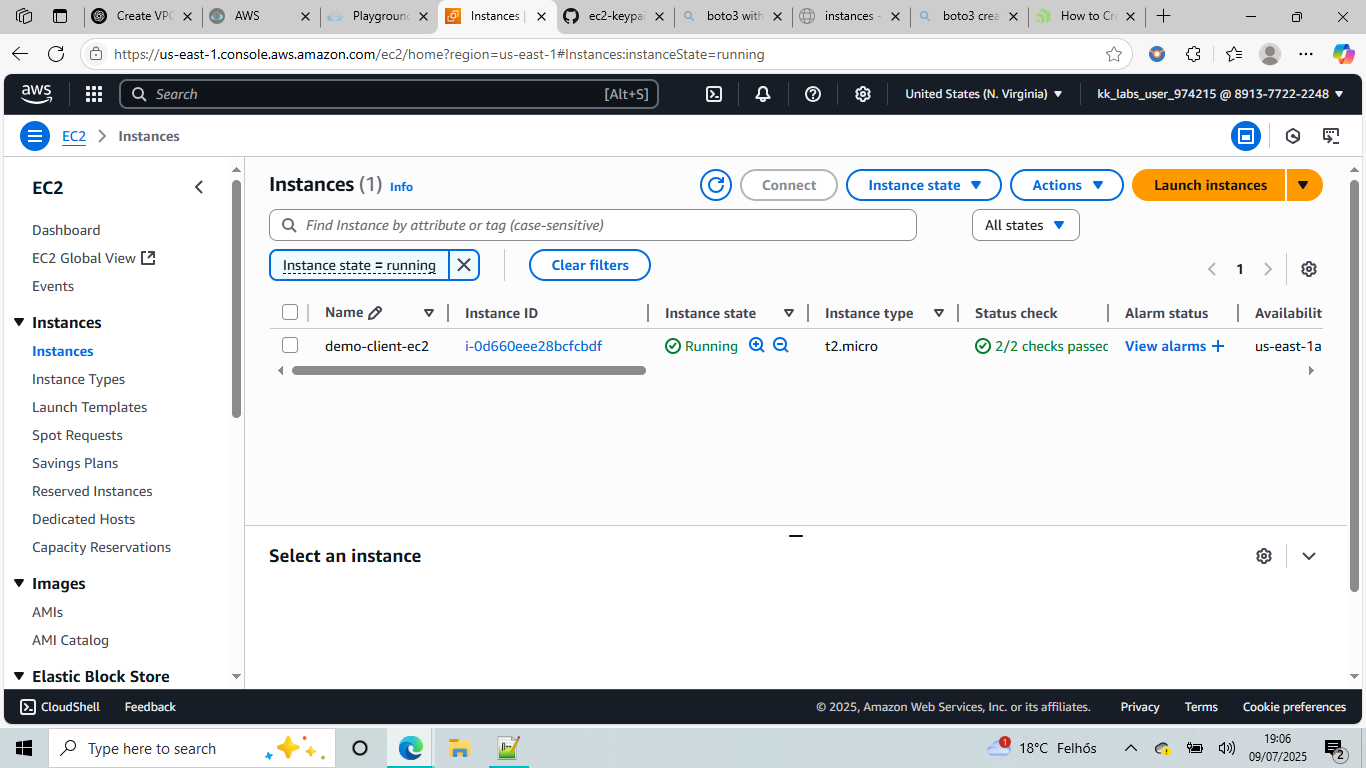 Create VPC
AWS
Playground
Instances |
ec2-keypai
boto3 with
instances -
boto3 crea
How to Cre
https://us-east-1.console.aws.amazon.com/ec2/home?region=us-east-1#Instances:instanceState=running
aws
Search [Alt+S]
United States (N. Virginia)
kk_labs_user_974215 @ 8913-7722-2248
EC2 > Instances
EC2
Dashboard
EC2 Global View
Events
Instances
Instances
Instance Types
Launch Templates
Spot Requests
Savings Plans
Reserved Instances
Dedicated Hosts
Capacity Reservations
Images
AMIs
AMI Catalog
Elastic Block Store
Instances (1) Info
Connect
Instance state
Actions
Launch instances
Find Instance by attribute or tag (case-sensitive)
All states
Instance state = running
Clear filters
1
Name Instance ID Instance state Instance type Status check Alarm status Availabilit
demo-client-ec2 i-0d660eee28bcfcbdf Running t2.micro 2/2 checks passec View alarms + us-east-1a
Select an instance
CloudShell Feedback © 2025, Amazon Web Services, Inc. or its affiliates. Privacy Terms Cookie preferences
Type here to search
1
18°C Felhős
19:06
09/07/2025
2